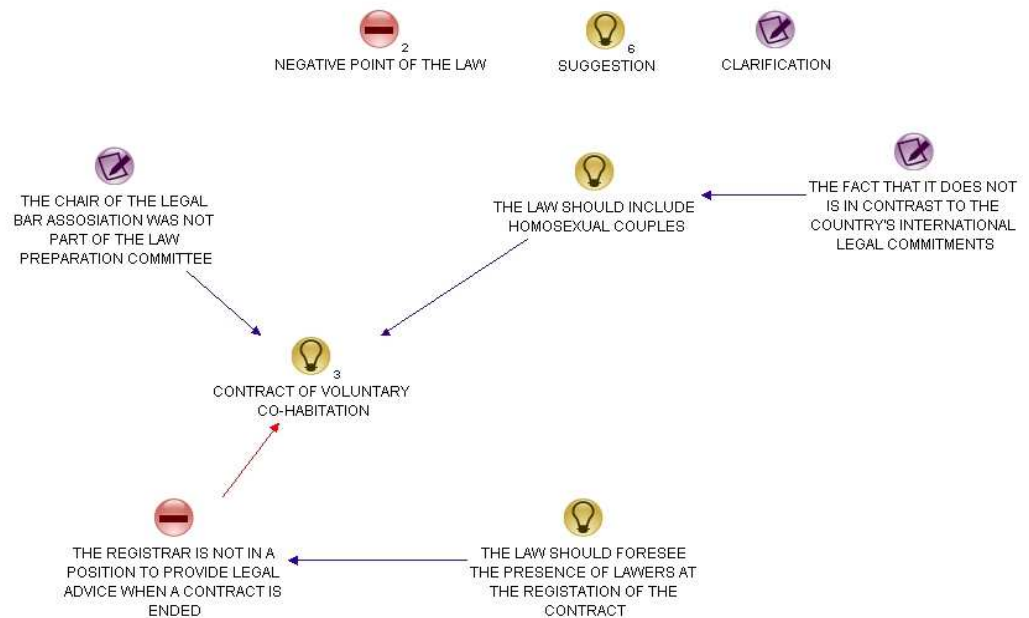 2
NEGATIVE POINT OF THE LAW
6
SUGGESTION
CLARIFICATION
THE CHAIR OF THE LEGAL
BAR ASSOSIATION WAS NOT
PART OF THE LAW
PREPARATION COMMITTEE
THE LAW SHOULD INCLUDE
HOMOSEXUAL COUPLES
THE FACT THAT IT DOES NOT
IS IN CONTRAST TO THE
COUNTRY'S INTERNATIONAL
LEGAL COMMITMENTS
3
CONTRACT OF VOLUNTARY
CO-HABITATION
THE REGISTRAR IS NOT IN A
POSITION TO PROVIDE LEGAL
ADVICE WHEN A CONTRACT IS
ENDED
THE LAW SHOULD FORESEE
THE PRESENCE OF LAWERS AT
THE REGISTATION OF THE
CONTRACT